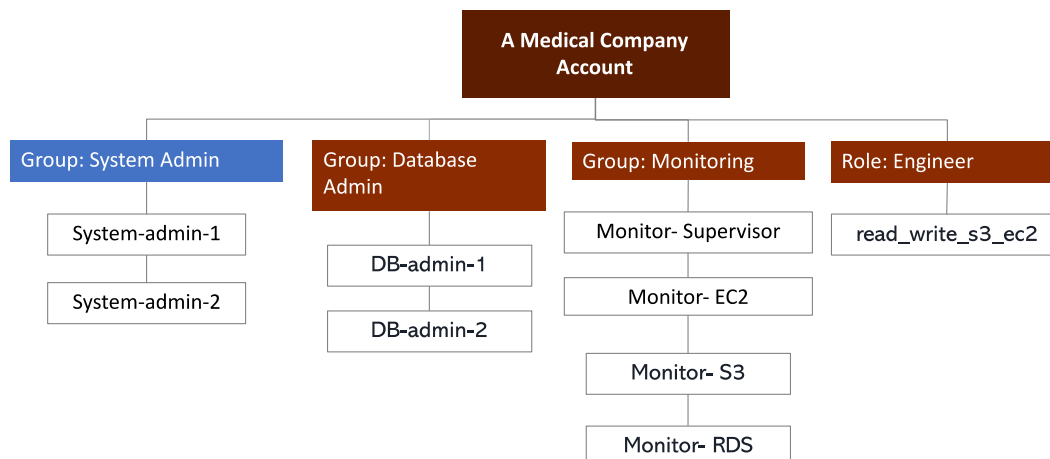 A Medical Company
Account
Group: System Admin
Group: Database
Admin
Group: Monitoring
Role: Engineer
System-admin-1
System-admin-2
DB-admin-1
DB-admin-2
Monitor- Supervisor
Monitor- EC2
Monitor- S3
Monitor- RDS
read_write_s3_ec2